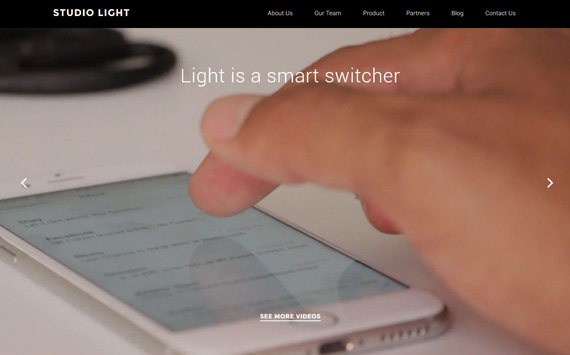 STUDIO LIGHT
About Us
Our Team
Product
Partners
Blog
Contact Us
Light is a smart switcher
SEE MORE VIDEOS